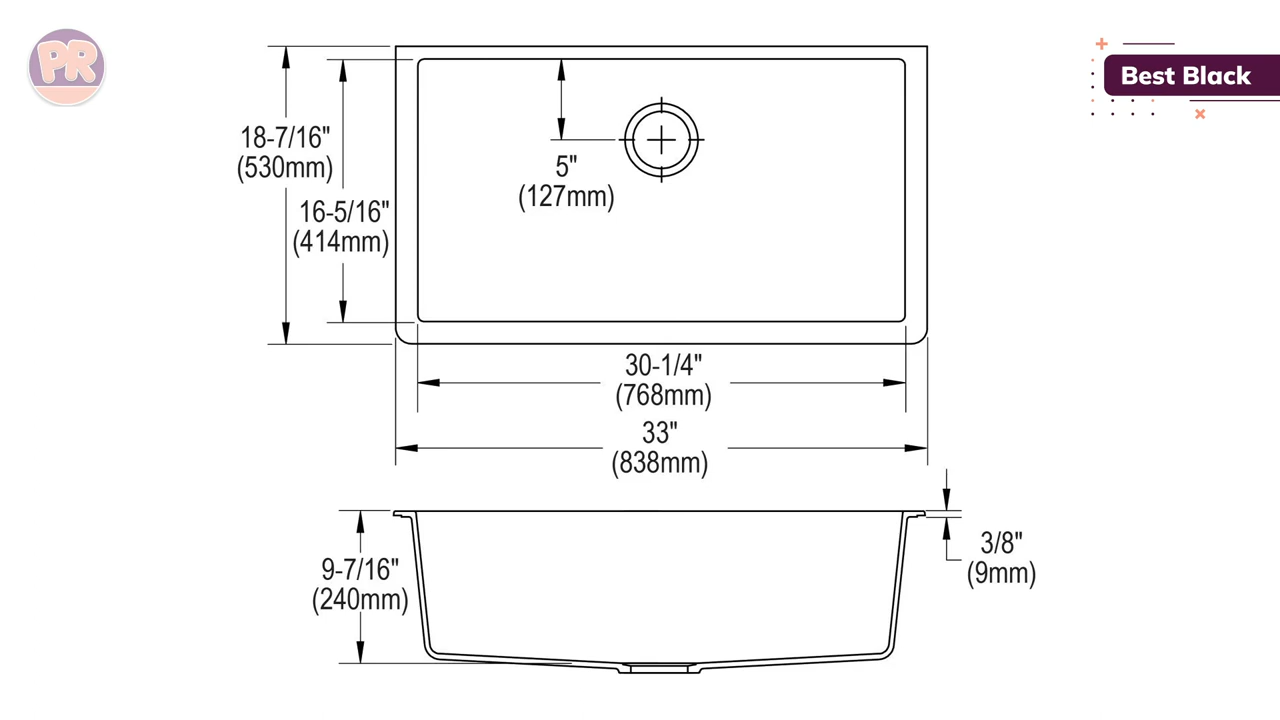 PR
Best Black
18-7/16"
(530mm)
16-5/16"
(414mm)
5"
(127mm)
30-1/4"
(768mm)
33"
(838mm)
9-7/16"
(240mm)
3/8"
(9mm)